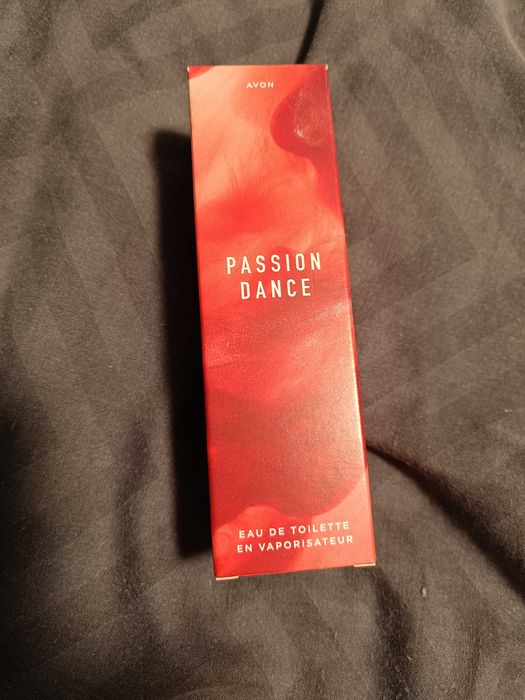 AVON
PASSION
DANCE
EAU DE TOILETTE
EN VAPORISATEUR